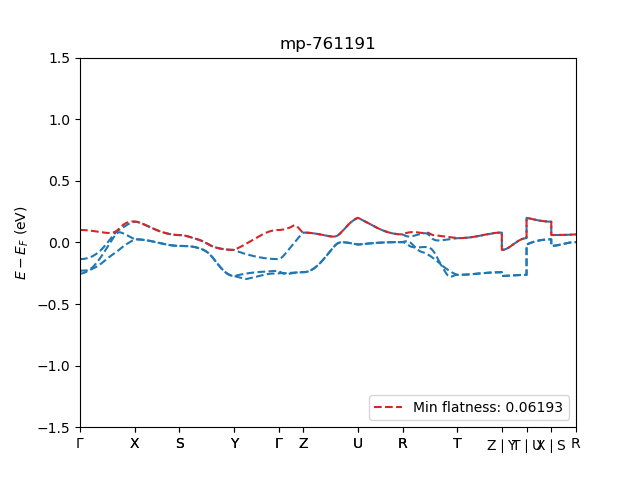 mp-761191
1.5
1.0
0.5
0.0
−0.5
−1.0
−1.5
E − E_F (eV)
Min flatness: 0.06193
Γ X S Y Γ Z U R T Z | Y T | U X | S R